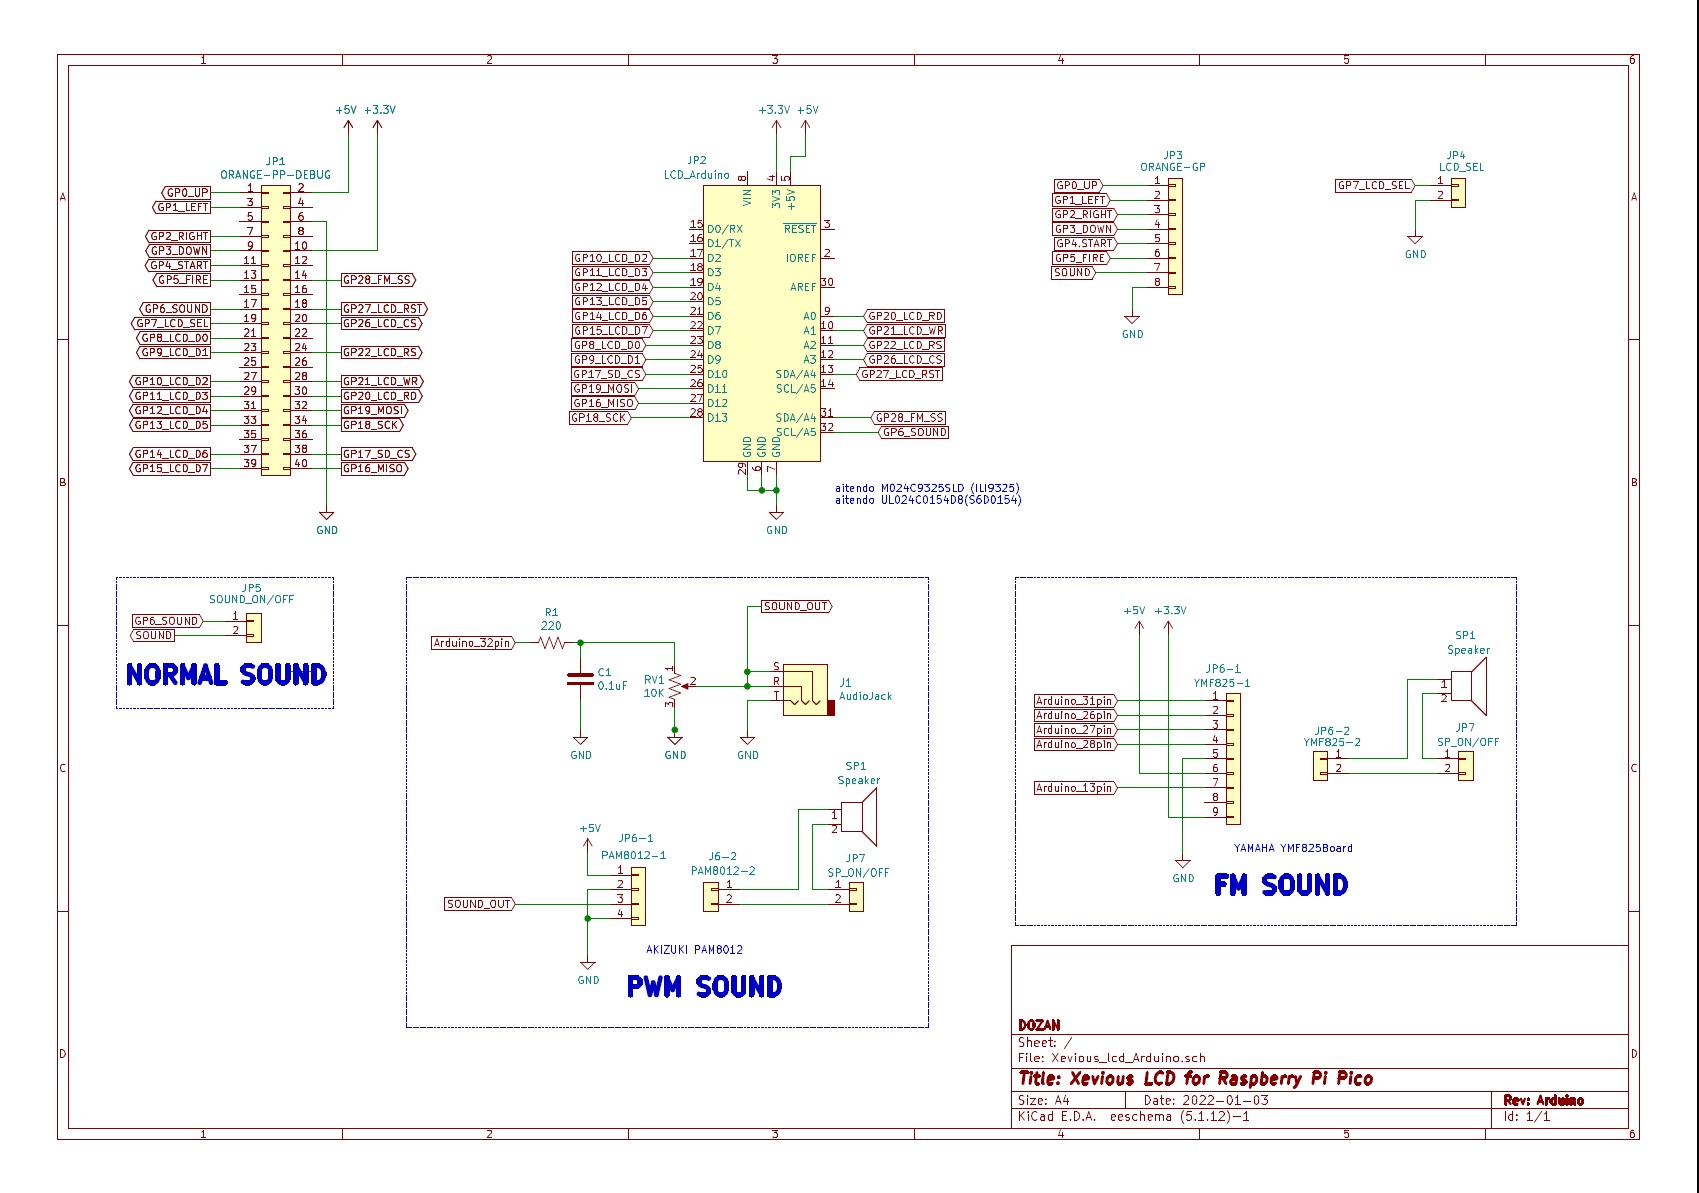 1 2 3 4 5 6
A
B
C
D
+5V +3.3V
JP1
ORANGE-PP-DEBUG
GP0_UP 1 2
GP1_LEFT 3 4
5 6
GP2_RIGHT 7 8
GP3_DOWN 9 10
GP4_START 11 12
GP5_FIRE 13 14 GP28_FM_SS
15 16
GP6_SOUND 17 18 GP27_LCD_RST
GP7_LCD_SEL 19 20 GP26_LCD_CS
GP8_LCD_D0 21 22
GP9_LCD_D1 23 24 GP22_LCD_RS
25 26
GP10_LCD_D2 27 28 GP21_LCD_WR
GP11_LCD_D3 29 30 GP20_LCD_RD
GP12_LCD_D4 31 32 GP19_MOSI
GP13_LCD_D5 33 34 GP18_SCK
35 36
GP14_LCD_D6 37 38 GP17_SD_CS
GP15_LCD_D7 39 40 GP16_MISO
GND
+3.3V +5V
JP2
LCD_Arduino
8 4 5
VIN 3V3 +5V
15 D0/RX RESET 3
16 D1/TX
GP10_LCD_D2 17 D2 IOREF 2
GP11_LCD_D3 18 D3
GP12_LCD_D4 19 D4 AREF 30
GP13_LCD_D5 20 D5
GP14_LCD_D6 21 D6 A0 9 GP20_LCD_RD
GP15_LCD_D7 22 D7 A1 10 GP21_LCD_WR
GP8_LCD_D0 23 D8 A2 11 GP22_LCD_RS
GP9_LCD_D1 24 D9 A3 12 GP26_LCD_CS
GP17_SD_CS 25 D10 SDA/A4 13 GP27_LCD_RST
GP19_MOSI 26 D11 SCL/A5 14
GP16_MISO 27 D12
GP18_SCK 28 D13 SDA/A4 31 GP28_FM_SS
SCL/A5 32 GP6_SOUND
GND GND GND
29 6 7
GND
aitendo M024C9325SLD (ILI9325)
aitendo UL024C0154D8(S6D0154)
JP3
ORANGE-GP
GP0_UP 1
GP1_LEFT 2
GP2_RIGHT 3
GP3_DOWN 4
GP4.START 5
GP5_FIRE 6
SOUND 7
8
GND
JP4
LCD_SEL
GP7_LCD_SEL 1
2
GND
JP5
SOUND_ON/OFF
GP6_SOUND 1
SOUND 2
NORMAL SOUND
SOUND_OUT
R1
220
Arduino_32pin
C1
0.1uF
RV1
10K
1
2
3
S
R
T
J1
AudioJack
GND GND GND
SP1
Speaker
1
2
+5V
JP6-1
PAM8012-1
1
2
SOUND_OUT 3
4
GND
J6-2
PAM8012-2
1
2
JP7
SP_ON/OFF
1
2
AKIZUKI PAM8012
PWM SOUND
+5V +3.3V
JP6-1
YMF825-1
Arduino_31pin 1
Arduino_26pin 2
Arduino_27pin 3
Arduino_28pin 4
5
6
Arduino_13pin 7
8
9
GND
SP1
Speaker
1
2
JP6-2
YMF825-2
1
2
JP7
SP_ON/OFF
1
2
YAMAHA YMF825Board
FM SOUND
DOZAN
Sheet: /
File: Xevious_lcd_Arduino.sch
Title: Xevious LCD for Raspberry Pi Pico
Size: A4 Date: 2022-01-03 Rev: Arduino
KiCad E.D.A. eeschema (5.1.12)-1 Id: 1/1
A
B
C
D
1 2 3 4 5 6